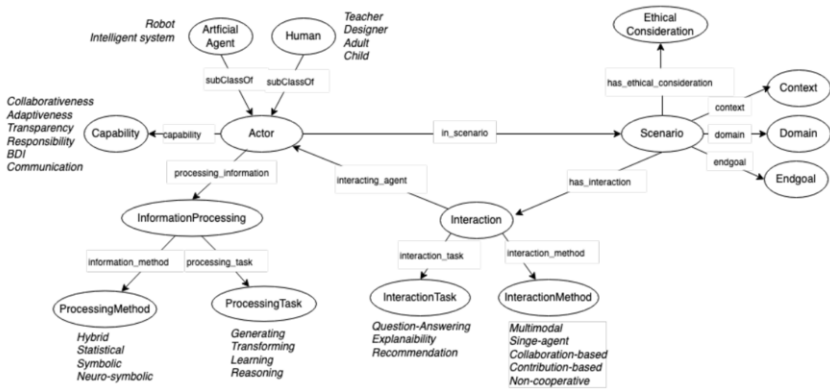 Robot
Intelligent system
Artficial
Agent
Human
Teacher
Designer
Adult
Child
Ethical
Consideration
subClassOf
subClassOf
has_ethical_consideration
Collaborativeness
Adaptiveness
Transparency
Responsibility
BDI
Communication
Capability
capability
Actor
in_scenario
Scenario
context
Context
domain
Domain
endgoal
Endgoal
processing_information
interacting_agent
has_interaction
InformationProcessing
Interaction
information_method
processing_task
interaction_task
interaction_method
ProcessingMethod
ProcessingTask
InteractionTask
InteractionMethod
Hybrid
Statistical
Symbolic
Neuro-symbolic
Generating
Transforming
Learning
Reasoning
Question-Answering
Explanaibility
Recommendation
Multimodal
Singe-agent
Collaboration-based
Contribution-based
Non-cooperative